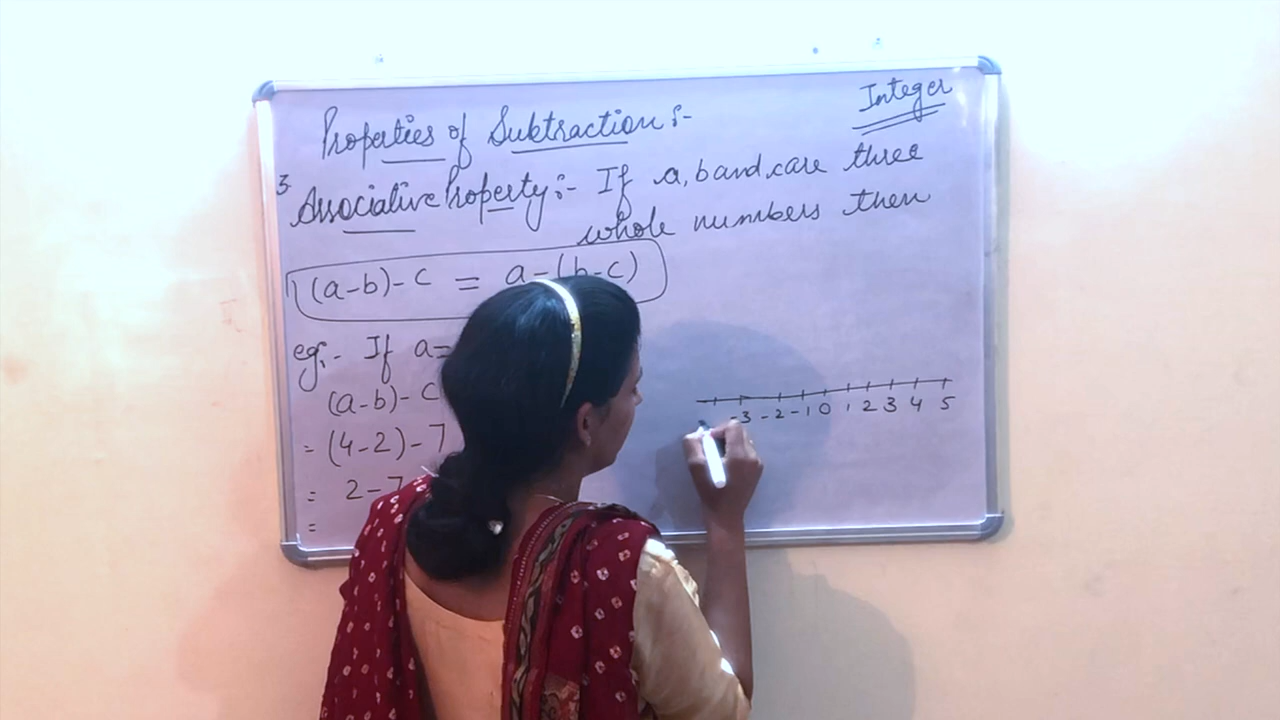 Integer
Properties of Subtraction :-
3. Associative Property :- If a, b and c are three
whole numbers then
(a-b)-c = a-(b-c)
eg:- If a=
(a-b)-c
= (4-2)-7
= 2-7
=
-3 -2 -1 0 1 2 3 4 5